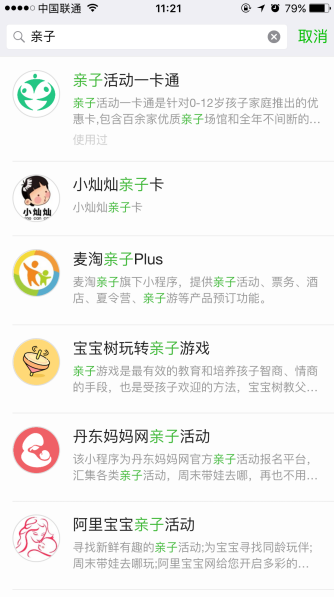 中国联通 11:21 79%
亲子 取消
亲子活动一卡通
亲子活动一卡通是针对0-12岁孩子家庭推出的优
惠卡,包含百余家优质亲子场馆和全年不间断的...
使用过
小灿灿
小灿灿亲子卡
小灿灿亲子卡
麦淘亲子Plus
麦淘亲子旗下小程序，提供亲子活动、票务、酒
店、夏令营、亲子游等产品预订功能。
宝宝树玩转亲子游戏
亲子游戏是最有效的教育和培养孩子智商、情商
的手段，也是受孩子欢迎的方法，宝宝树教父...
丹东妈妈网亲子活动
该小程序为丹东妈妈网官方亲子活动报名平台，
汇集各类亲子活动，周末带娃去哪，再也不用...
阿里宝宝亲子活动
寻找新鲜有趣的亲子活动;为宝宝寻找同龄玩伴;
周末带娃去哪玩;阿里宝宝网给您开启多彩的...